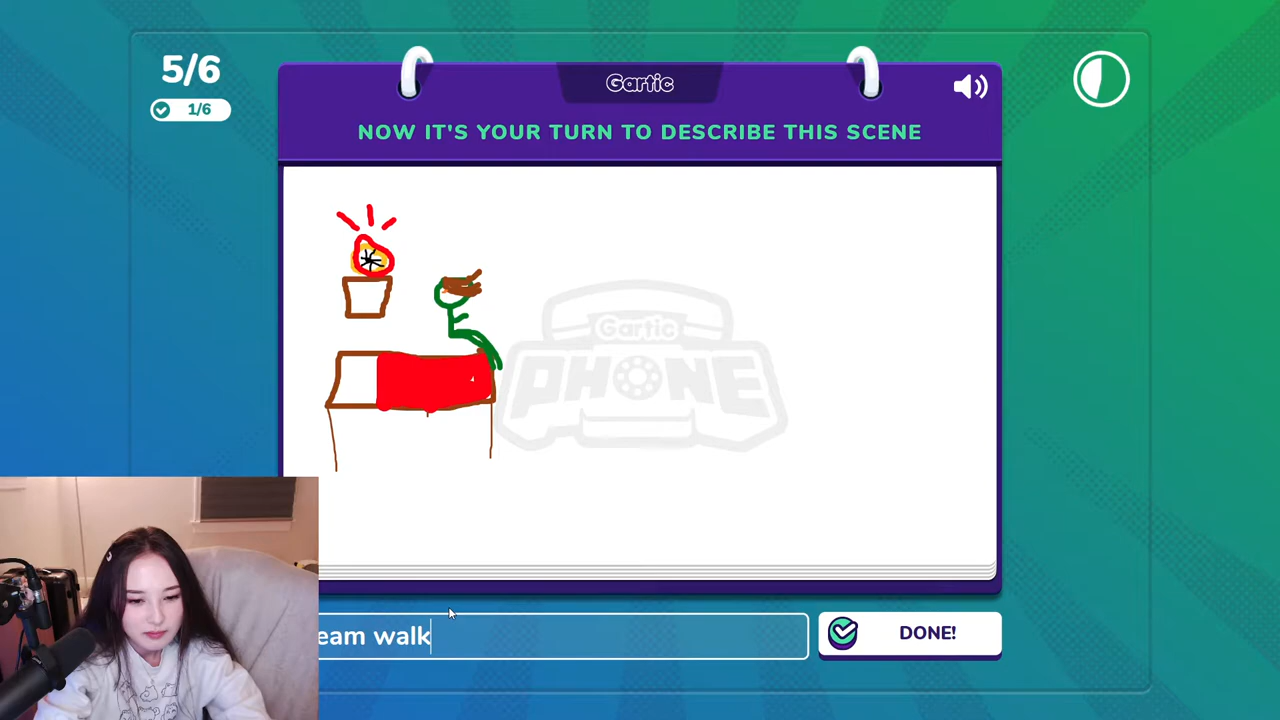 5/6
1/6
Gartic
NOW IT'S YOUR TURN TO DESCRIBE THIS SCENE
Gartic
PHONE
eam walk
DONE!